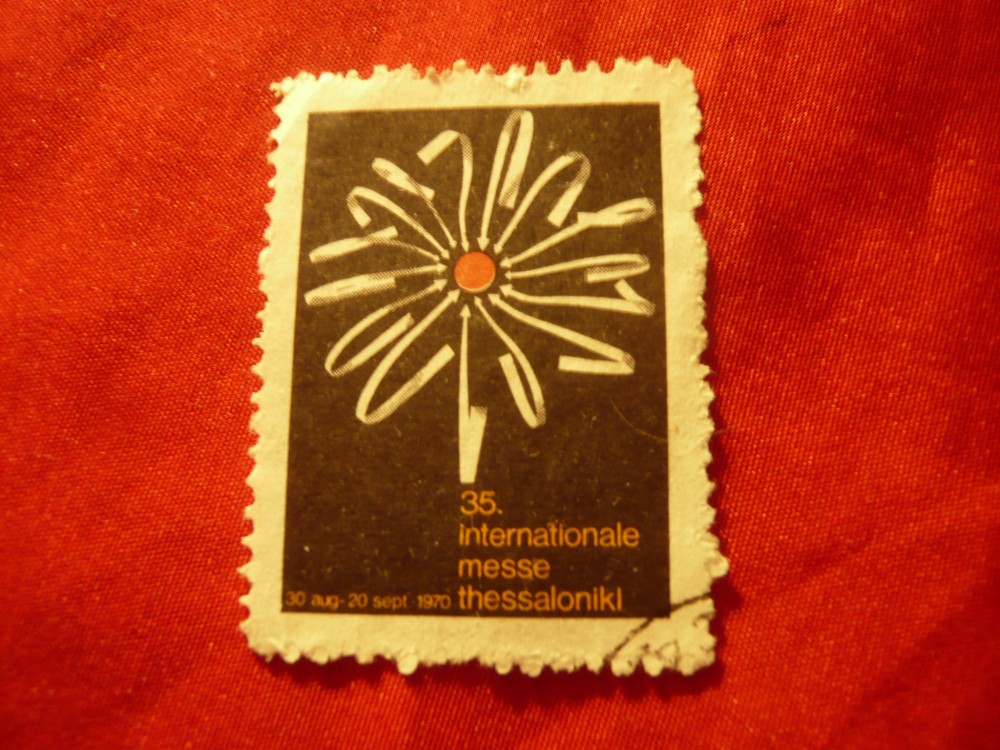 35.
internationale
messe
30 aug-20 sept 1970 thessaloniki